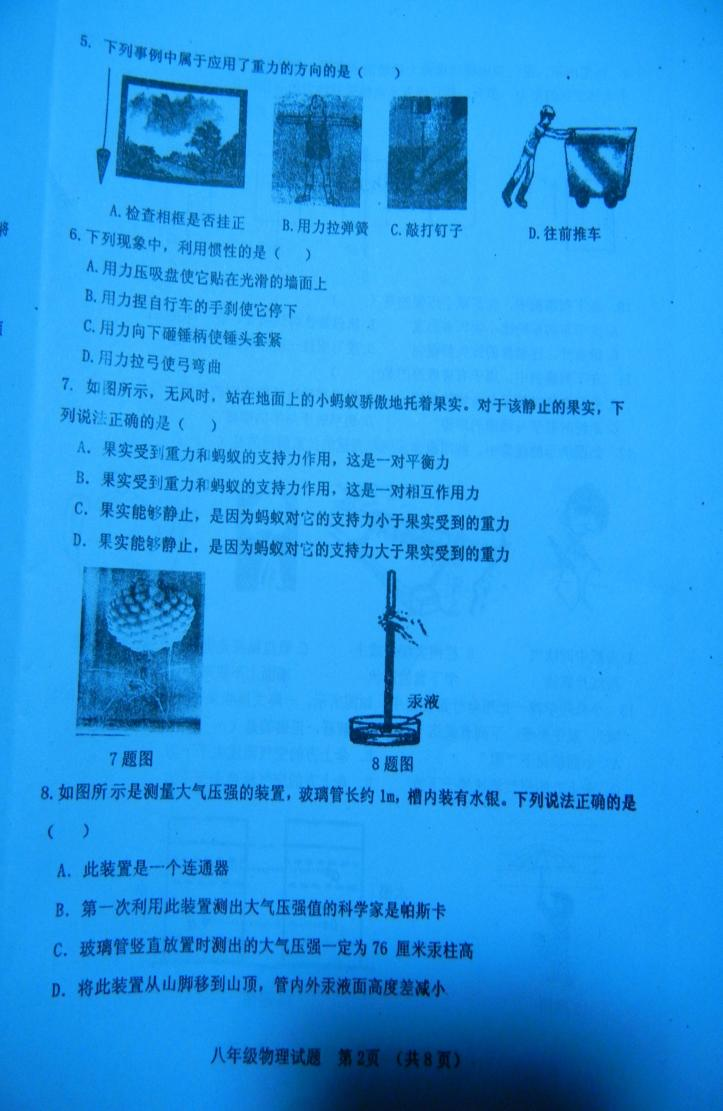 5. 下列事例中属于应用了重力的方向的是（ ）
A.检查相框是否挂正 B.用力拉弹簧 C.敲打钉子 D.往前推车
6.下列现象中，利用惯性的是（ ）
A.用力压吸盘使它贴在光滑的墙面上
B.用力捏自行车的手刹使它停下
C.用力向下砸锤柄使锤头套紧
D.用力拉弓使弓弯曲
7. 如图所示，无风时，站在地面上的小蚂蚁骄傲地托着果实。对于该静止的果实，下
列说法正确的是（ ）
A. 果实受到重力和蚂蚁的支持力作用，这是一对平衡力
B. 果实受到重力和蚂蚁的支持力作用，这是一对相互作用力
C. 果实能够静止，是因为蚂蚁对它的支持力小于果实受到的重力
D. 果实能够静止，是因为蚂蚁对它的支持力大于果实受到的重力
汞液
7题图 8题图
8.如图所示是测量大气压强的装置，玻璃管长约1m，槽内装有水银。下列说法正确的是
（ ）
A. 此装置是一个连通器
B. 第一次利用此装置测出大气压强值的科学家是帕斯卡
C. 玻璃管竖直放置时测出的大气压强一定为76 厘米汞柱高
D. 将此装置从山脚移到山顶，管内外汞液面高度差减小
八年级物理试题 第2页 （共8页）